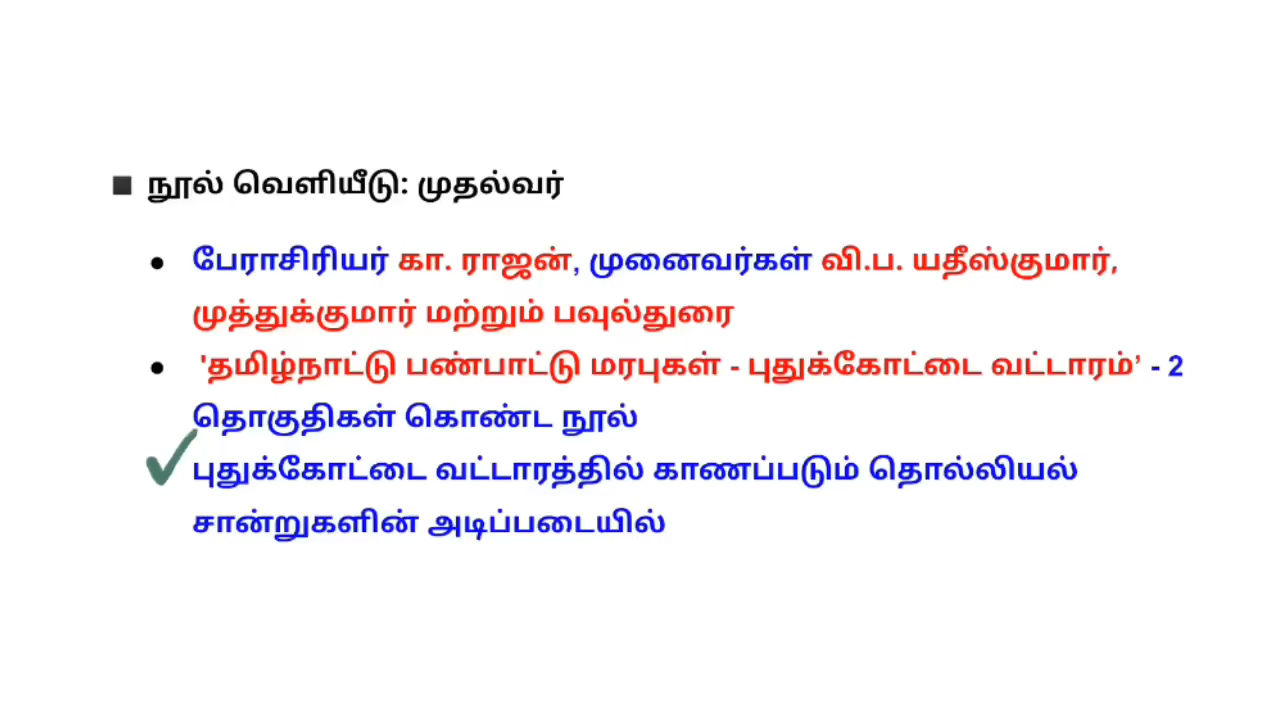 நூல் வெளியீடு: முதல்வர்
பேராசிரியர் கா. ராஜன், முனைவர்கள் வி.ப. யதீஸ்குமார்,
முத்துக்குமார் மற்றும் பவுல்துரை
'தமிழ்நாட்டு பண்பாட்டு மரபுகள் - புதுக்கோட்டை வட்டாரம்’ - 2
தொகுதிகள் கொண்ட நூல்
புதுக்கோட்டை வட்டாரத்தில் காணப்படும் தொல்லியல்
சான்றுகளின் அடிப்படையில்